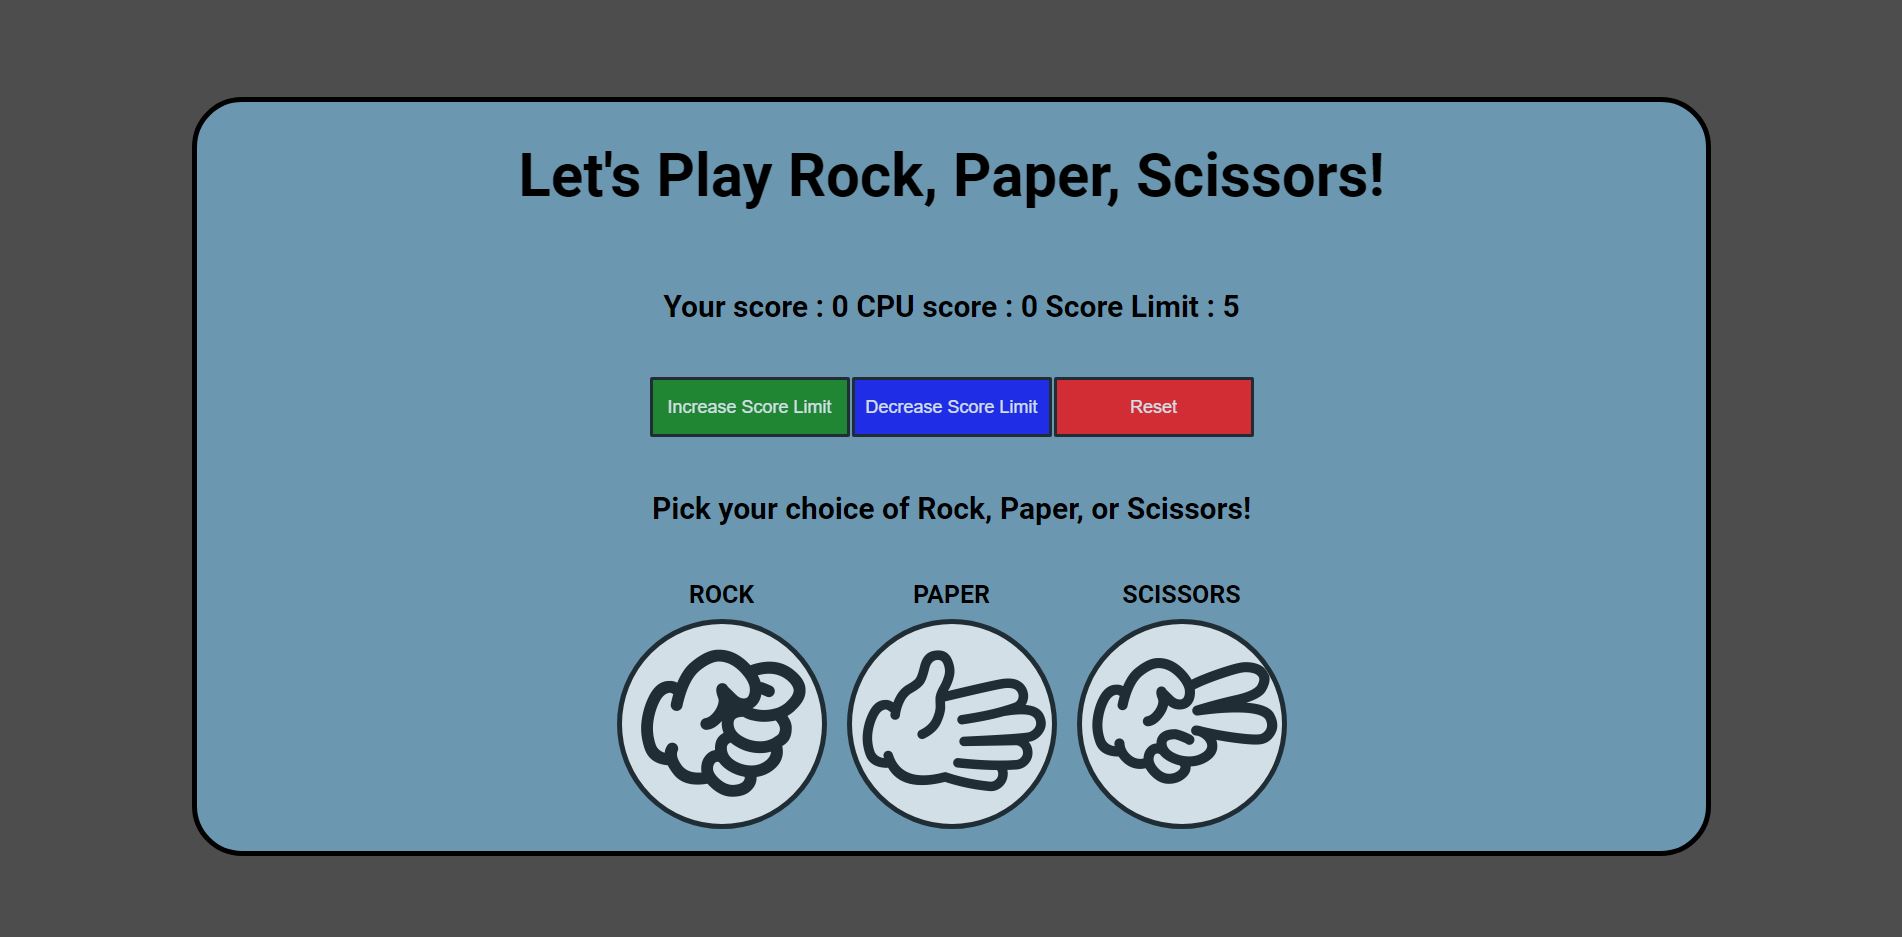 Let's Play Rock, Paper, Scissors!
Your score : 0 CPU score : 0 Score Limit : 5
Increase Score Limit Decrease Score Limit Reset
Pick your choice of Rock, Paper, or Scissors!
ROCK PAPER SCISSORS